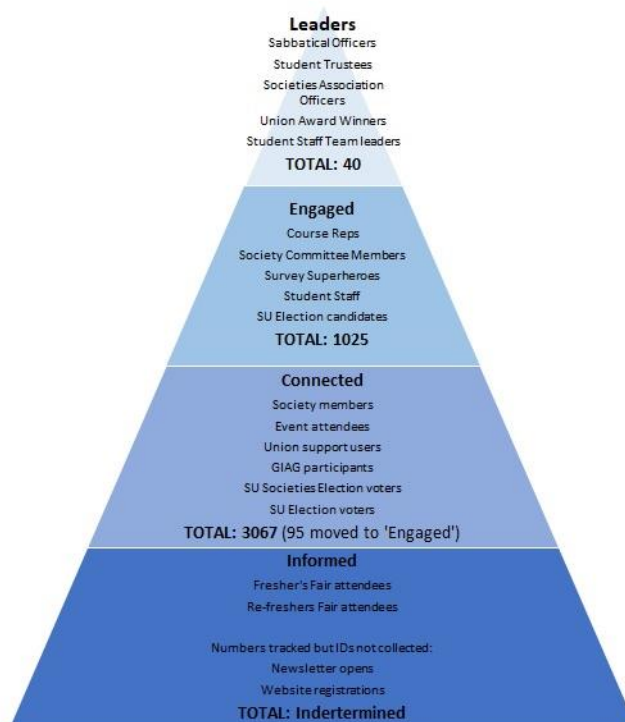 Leaders
Sabbatical Officers
Student Trustees
Societies Association
Officers
Union Award Winners
Student Staff Team leaders
TOTAL: 40
Engaged
Course Reps
Society Committee Members
Survey Superheroes
Student Staff
SU Election candidates
TOTAL: 1025
Connected
Society members
Event attendees
Union support users
GIAG participants
SU Societies Election voters
SU Election voters
TOTAL: 3067 (95 moved to 'Engaged')
Informed
Fresher's Fair attendees
Re-freshers Fair attendees
Numbers tracked but IDs not collected:
Newsletter opens
Website registrations
TOTAL: Indertermined